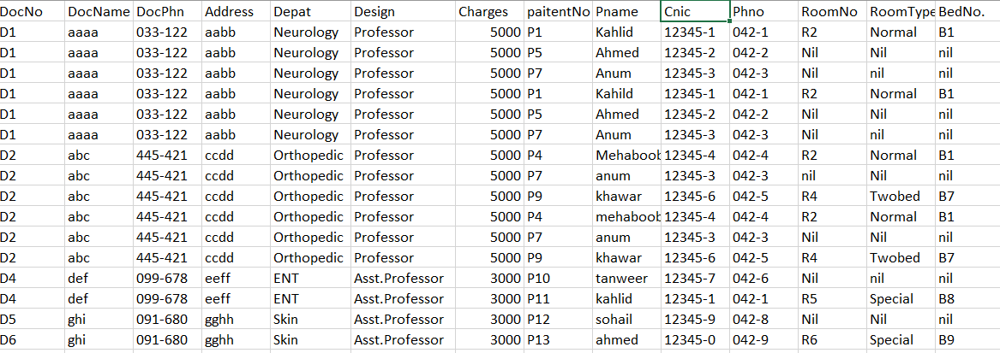 DocNo DocName DocPhn Address Depat Design Charges paitentNo Pname Cnic Phno RoomNo RoomType BedNo.
D1 aaaa 033-122 aabb Neurology Professor 5000 P1 Kahlid 12345-1 042-1 R2 Normal B1
D1 aaaa 033-122 aabb Neurology Professor 5000 P5 Ahmed 12345-2 042-2 Nil Nil nil
D1 aaaa 033-122 aabb Neurology Professor 5000 P7 Anum 12345-3 042-3 Nil nil nil
D1 aaaa 033-122 aabb Neurology Professor 5000 P1 Kahild 12345-1 042-1 R2 Normal B1
D1 aaaa 033-122 aabb Neurology Professor 5000 P5 Ahmed 12345-2 042-2 Nil Nil nil
D1 aaaa 033-122 aabb Neurology Professor 5000 P7 Anum 12345-3 042-3 Nil nil nil
D2 abc 445-421 ccdd Orthopedic Professor 5000 P4 Mehaboob 12345-4 042-4 R2 Normal B1
D2 abc 445-421 ccdd Orthopedic Professor 5000 P7 anum 12345-3 042-3 nil Nil nil
D2 abc 445-421 ccdd Orthopedic Professor 5000 P9 khawar 12345-6 042-5 R4 Twobed B7
D2 abc 445-421 ccdd Orthopedic Professor 5000 P4 mehaboob 12345-4 042-4 R2 Normal B1
D2 abc 445-421 ccdd Orthopedic Professor 5000 P7 anum 12345-3 042-3 Nil Nil nil
D2 abc 445-421 ccdd Orthopedic Professor 5000 P9 khawar 12345-6 042-5 R4 Twobed B7
D4 def 099-678 eeff ENT Asst.Professor 3000 P10 tanweer 12345-7 042-6 Nil nil nil
D4 def 099-678 eeff ENT Asst.Professor 3000 P11 kahlid 12345-1 042-1 R5 Special B8
D5 ghi 091-680 gghh Skin Asst.Professor 3000 P12 sohail 12345-9 042-8 Nil Nil nil
D6 ghi 091-680 gghh Skin Asst.Professor 3000 P13 ahmed 12345-0 042-9 R6 Special B9